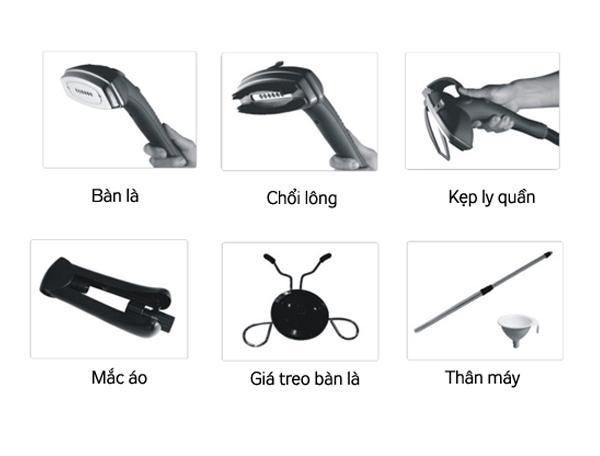 Bàn là
Chổi lông
Kẹp ly quần
Mắc áo
Giá treo bàn là
Thân máy